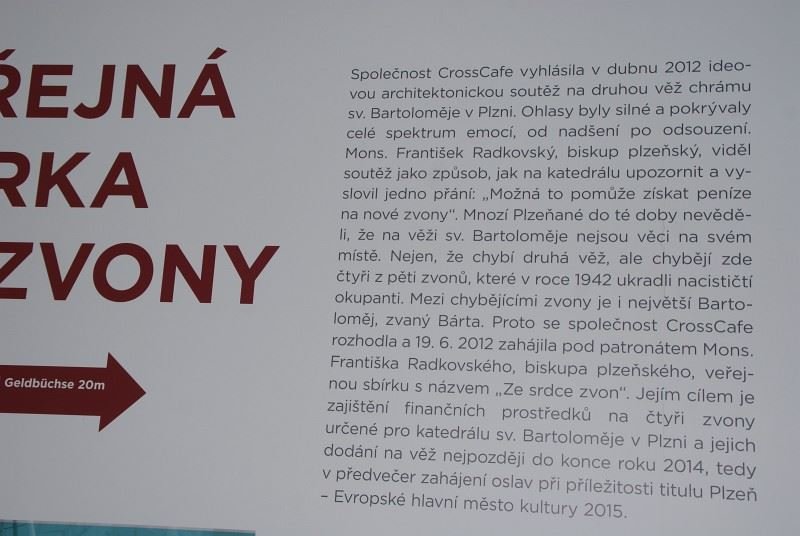 ŘEJNÁ
RKA
ZVONY
Geldbüchse 20m
Společnost CrossCafe vyhlásila v dubnu 2012 ideo-
vou architektonickou soutěž na druhou věž chrámu
sv. Bartoloměje v Plzni. Ohlasy byly silné a pokrývaly
celé spektrum emocí, od nadšení po odsouzení.
Mons. František Radkovský, biskup plzeňský, viděl
soutěž jako způsob, jak na katedrálu upozornit a vy-
slovil jedno přání: „Možná to pomůže získat peníze
na nové zvony“. Mnozí Plzeňané do té doby nevědě-
li, že na věži sv. Bartoloměje nejsou věci na svém
místě. Nejen, že chybí druhá věž, ale chybějí zde
čtyři z pěti zvonů, které v roce 1942 ukradli nacističtí
okupanti. Mezi chybějícími zvony je i největší Barto-
loměj, zvaný Bárta. Proto se společnost CrossCafe
rozhodla a 19. 6. 2012 zahájila pod patronátem Mons.
Františka Radkovského, biskupa plzeňského, veřej-
nou sbírku s názvem „Ze srdce zvon“. Jejím cílem je
zajištění finančních prostředků na čtyři zvony
určené pro katedrálu sv. Bartoloměje v Plzni a jejich
dodání na věž nejpozději do konce roku 2014, tedy
v předvečer zahájení oslav při příležitosti titulu Plzeň
– Evropské hlavní město kultury 2015.